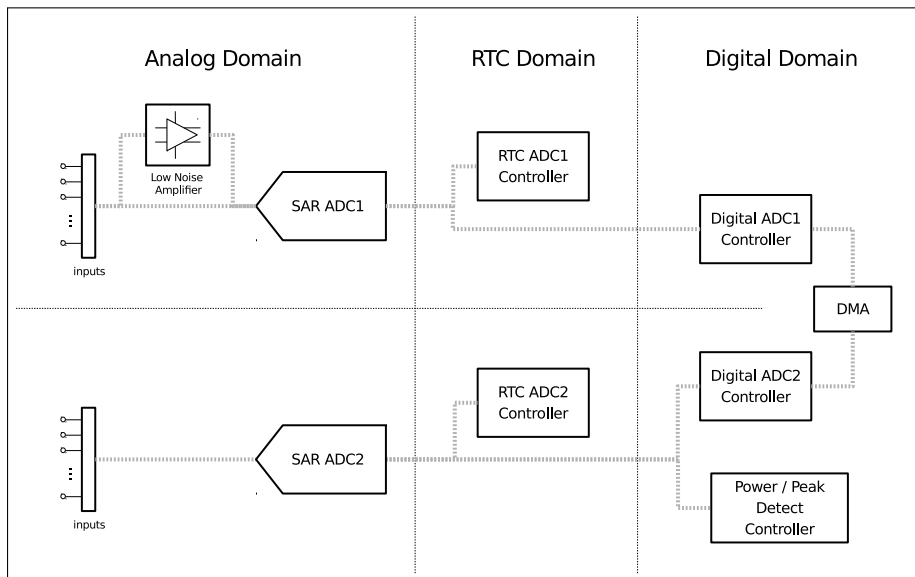 Analog Domain
RTC Domain
Digital Domain
Low Noise
Amplifier
RTC ADC1
Controller
SAR ADC1
Digital ADC1
Controller
inputs
DMA
RTC ADC2
Controller
Digital ADC2
Controller
SAR ADC2
Power / Peak
Detect
Controller
inputs